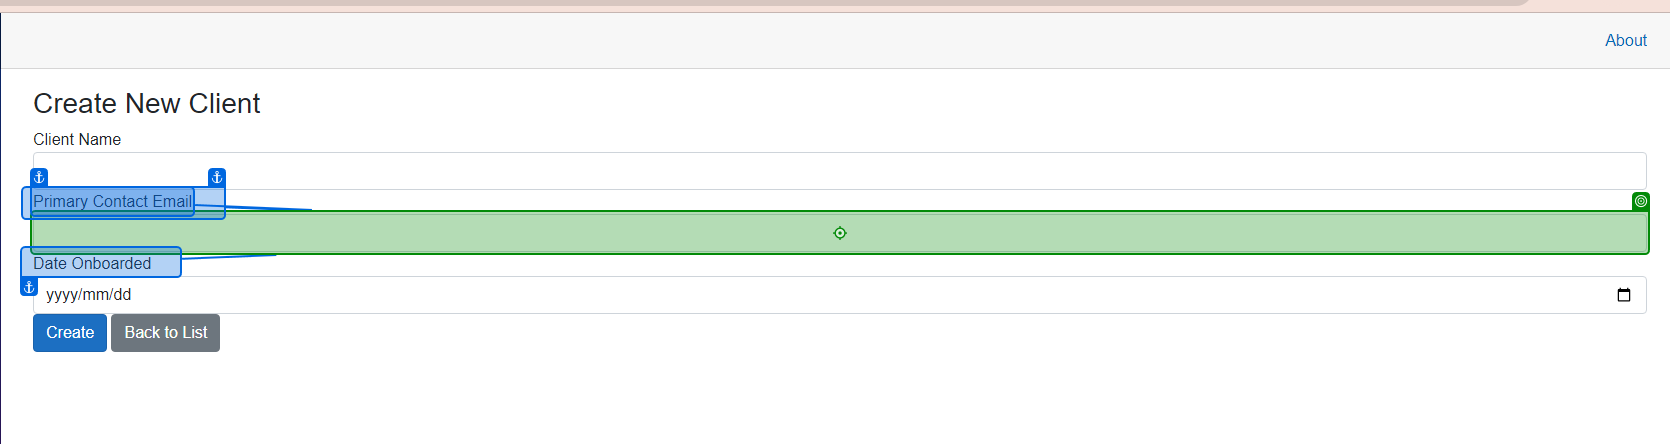 About
Create New Client
Client Name
Primary Contact Email
Date Onboarded
yyyy/mm/dd
Create Back to List